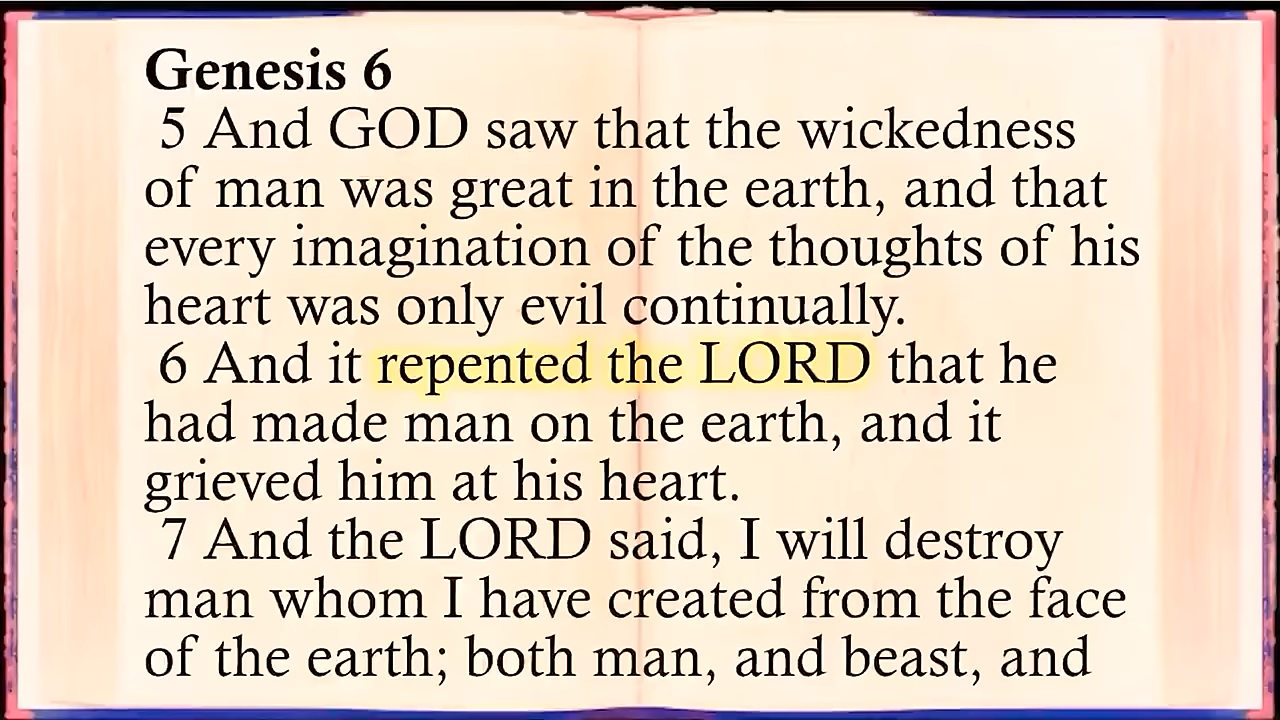 Genesis 6
5 And GOD saw that the wickedness
of man was great in the earth, and that
every imagination of the thoughts of his
heart was only evil continually.
6 And it repented the LORD that he
had made man on the earth, and it
grieved him at his heart.
7 And the LORD said, I will destroy
man whom I have created from the face
of the earth; both man, and beast, and